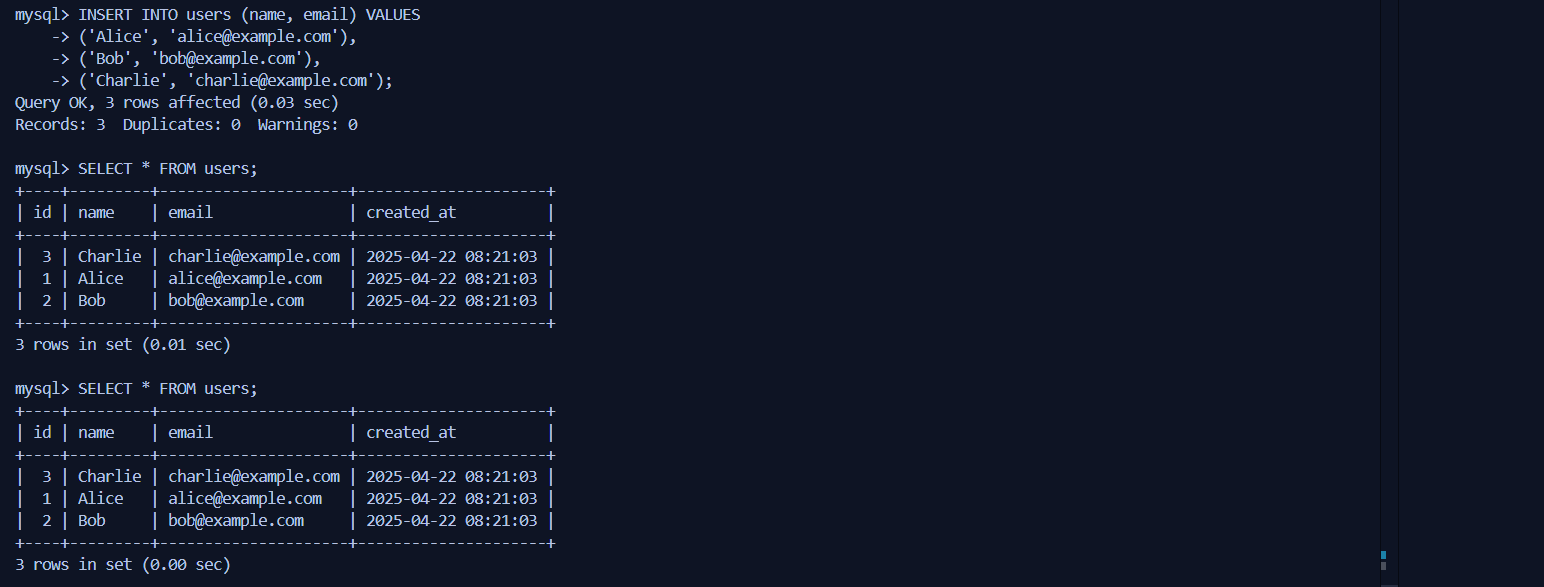 mysql> INSERT INTO users (name, email) VALUES
    -> ('Alice', 'alice@example.com'),
    -> ('Bob', 'bob@example.com'),
    -> ('Charlie', 'charlie@example.com');
Query OK, 3 rows affected (0.03 sec)
Records: 3  Duplicates: 0  Warnings: 0

mysql> SELECT * FROM users;
+----+---------+---------------------+---------------------+
| id | name    | email               | created_at          |
+----+---------+---------------------+---------------------+
|  3 | Charlie | charlie@example.com | 2025-04-22 08:21:03 |
|  1 | Alice   | alice@example.com   | 2025-04-22 08:21:03 |
|  2 | Bob     | bob@example.com     | 2025-04-22 08:21:03 |
+----+---------+---------------------+---------------------+
3 rows in set (0.01 sec)

mysql> SELECT * FROM users;
+----+---------+---------------------+---------------------+
| id | name    | email               | created_at          |
+----+---------+---------------------+---------------------+
|  3 | Charlie | charlie@example.com | 2025-04-22 08:21:03 |
|  1 | Alice   | alice@example.com   | 2025-04-22 08:21:03 |
|  2 | Bob     | bob@example.com     | 2025-04-22 08:21:03 |
+----+---------+---------------------+---------------------+
3 rows in set (0.00 sec)